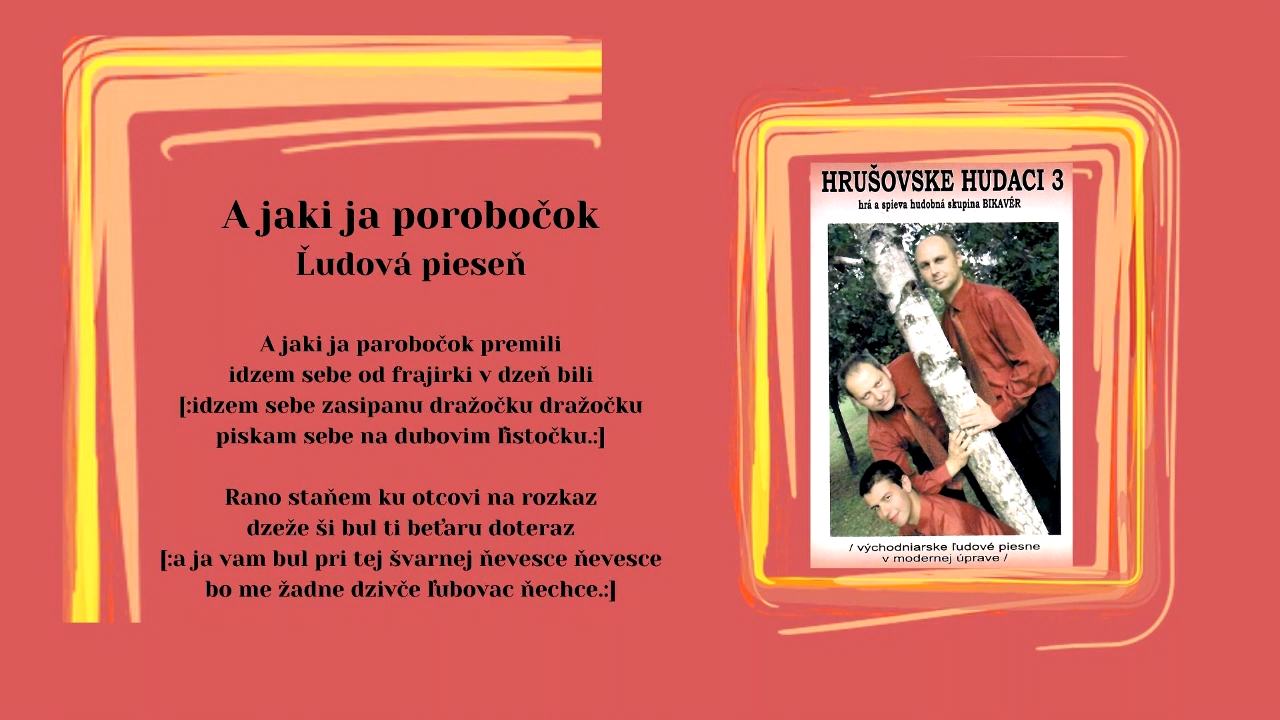 A jaki ja porobočok
Ľudová pieseň
A jaki ja parobočok premili
idzem sebe od frajirki v dzeň bili
[:idzem sebe zasipanu dražočku dražočku
piskam sebe na dubovim ľistočku.:]
Rano staňem ku otcovi na rozkaz
dzeže ši bul ti beťaru doteraz
[:a ja vam bul pri tej švarnej ňevesce ňevesce
bo me žadne dzivče ľubovac ňechce.:]
HRUŠOVSKE HUDACI 3
hrá a spieva hudobná skupina BIKAVÉR
/ východniarske ľudové piesne
v modernej úprave /